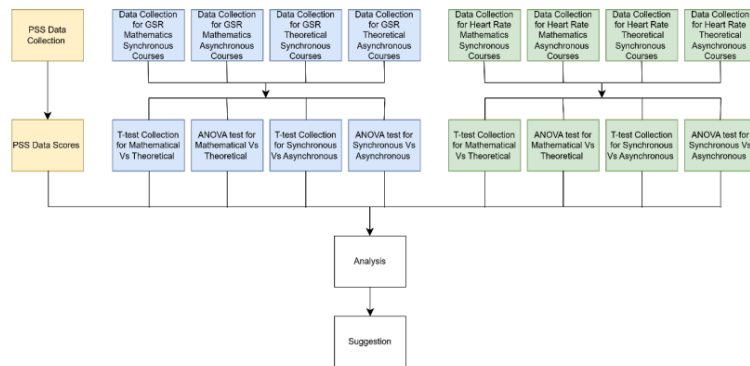 PSS Data
Collection
Data Collection
for GSR
Mathematics
Synchronous
Courses
Data Collection
for GSR
Mathematics
Asynchronous
Courses
Data Collection
for GSR
Theoretical
Synchronous
Courses
Data Collection
for GSR
Theoretical
Asynchronous
Courses
Data Collection
for Heart Rate
Mathematics
Synchronous
Courses
Data Collection
for Heart Rate
Mathematics
Asynchronous
Courses
Data Collection
for Heart Rate
Theoretical
Synchronous
Courses
Data Collection
for Heart Rate
Theoretical
Asynchronous
Courses
PSS Data Scores
T-test Collection
for Mathematical
Vs Theoretical
ANOVA test for
Mathematical Vs
Theoretical
T-test Collection
for Synchronous
Vs Asynchronous
ANOVA test for
Synchronous Vs
Asynchronous
T-test Collection
for Mathematical
Vs Theoretical
ANOVA test for
Mathematical Vs
Theoretical
T-test Collection
for Synchronous
Vs Asynchronous
ANOVA test for
Synchronous Vs
Asynchronous
Analysis
Suggestion